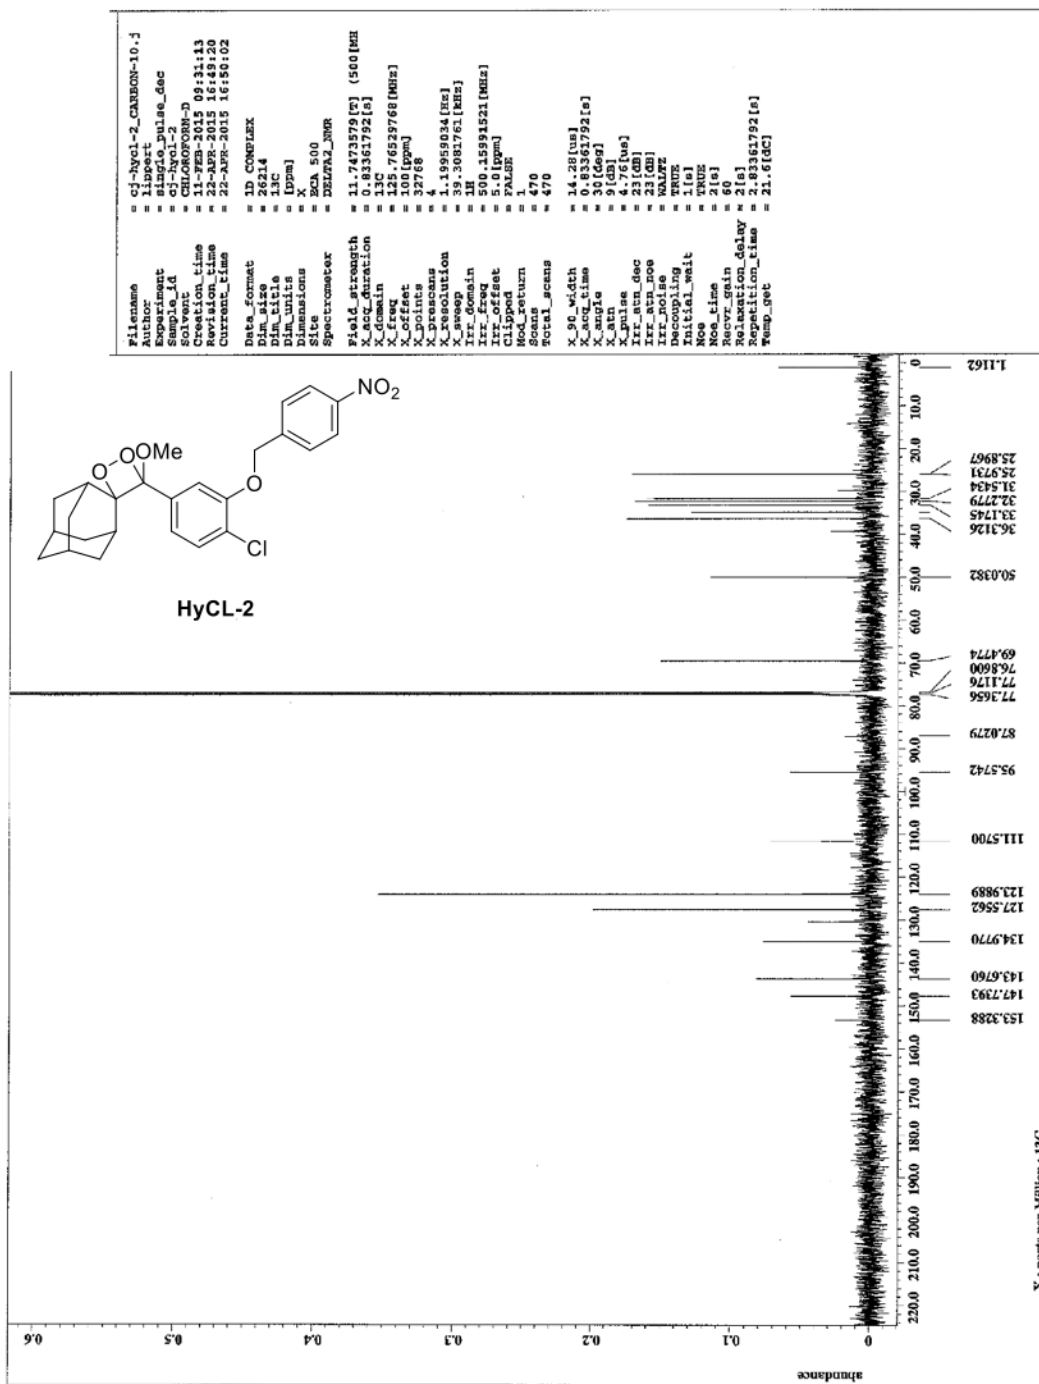 Filename = cj-hycl-2_CARBON-10.j
Author = lippert
Experiment = single_pulse_dec
Sample_id = cj-hycl-2
Solvent = CHLOROFORM-D
Creation_time = 11-FEB-2015 09:31:13
Revision_time = 22-APR-2015 16:49:20
Current_time = 22-APR-2015 16:50:02
Data_format = 1D COMPLEX
Dim_size = 26214
Dim_title = 13C
Dim_units = [ppm]
Dimensions = X
Site = ECA 500
Spectrometer = DELTA2_NMR
Field_strength = 11.7473579[T] (500[MH
X_acq_duration = 0.83361792[s]
X_domain = 13C
X_freq = 125.76529768[MHz]
X_offset = 100[ppm]
X_points = 32768
X_prescans = 4
X_resolution = 1.19959034[Hz]
X_sweep = 39.3081761[kHz]
Irr_domain = 1H
Irr_freq = 500.15991521[MHz]
Irr_offset = 5.0[ppm]
Clipped = FALSE
Mod_return = 1
Scans = 470
Total_scans = 470
X_90_width = 14.28[us]
X_acq_time = 0.83361792[s]
X_angle = 30[deg]
X_atn = 9[dB]
X_pulse = 4.76[us]
Irr_atn_dec = 23[dB]
Irr_atn_noe = 23[dB]
Irr_noise = WALTZ
Decoupling = TRUE
Initial_wait = 1[s]
Noe = TRUE
Noe_time = 2[s]
Recvr_gain = 60
Relaxation_delay = 2[s]
Repetition_time = 2.83361792[s]
Temp_get = 21.6[dC]
NO₂
O
O
O
OMe
O
Cl
HyCL-2
abundance
0 0.1 0.2 0.3 0.4 0.5 0.6
220.0 210.0 200.0 190.0 180.0 170.0 160.0 150.0 140.0 130.0 120.0 110.0 100.0 90.0 80.0 70.0 60.0 50.0 40.0 30.0 20.0 10.0 0
153.3288
147.7393
143.6760
134.9770
127.5562
123.9889
111.5700
95.5742
87.0279
77.3656
77.1176
76.8600
69.4774
50.0382
36.3126
33.1745
32.2779
31.5434
25.9731
25.8967
1.1162
X : parts per Million : 13C